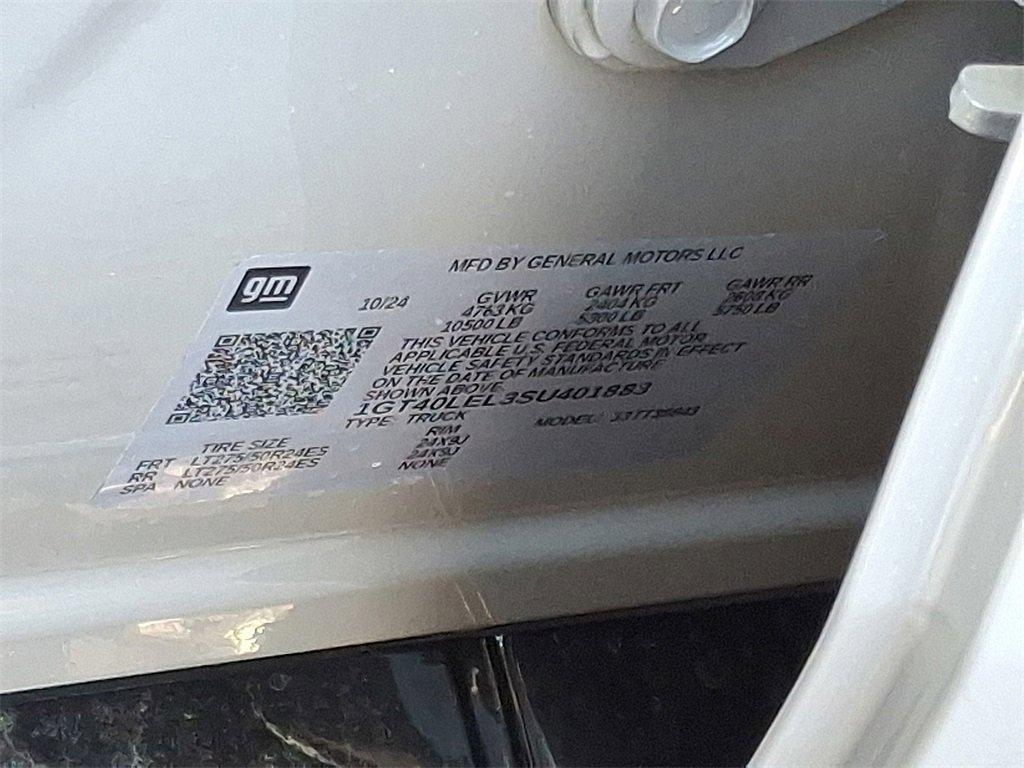 gm
MFD BY GENERAL MOTORS LLC
10/24 GVWR GAWR FRT GAWR RR
4763 KG 2404 KG 2608 KG
10500 LB 5300 LB 5750 LB
THIS VEHICLE CONFORMS TO ALL
APPLICABLE U.S. FEDERAL MOTOR
VEHICLE SAFETY STANDARDS IN EFFECT
ON THE DATE OF MANUFACTURE
SHOWN ABOVE.
1GT40LEL3SU401883
TYPE: TRUCK MODEL:
TIRE SIZE RIM
FRT LT275/50R24ES 24X9J
RR LT275/50R24ES 24X9J
SPA NONE NONE